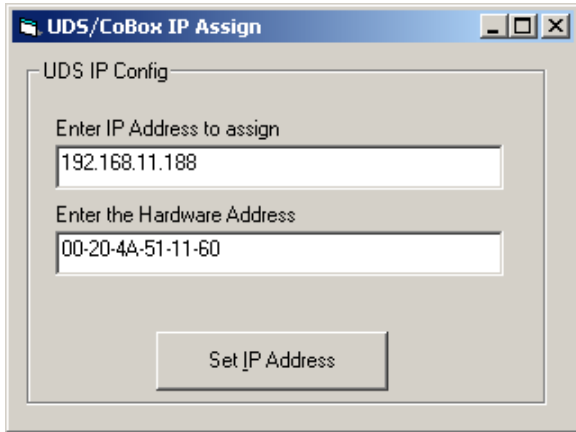 UDS/CoBox IP Assign
UDS IP Config
Enter IP Address to assign
192.168.11.188
Enter the Hardware Address
00-20-4A-51-11-60
Set IP Address